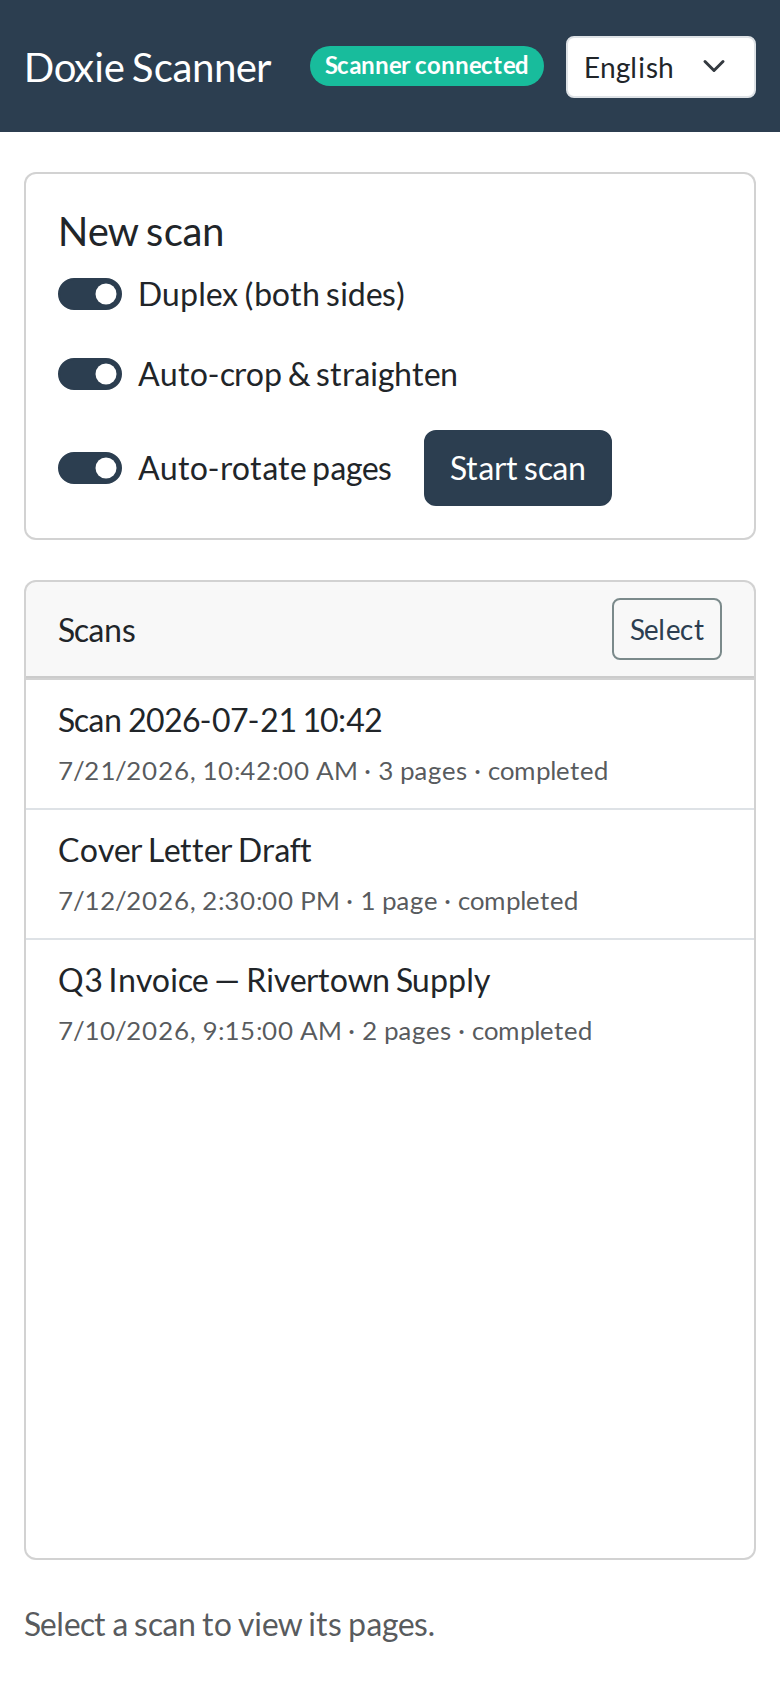 Doxie Scanner
Scanner connected
English
New scan
Duplex (both sides)
Auto-crop & straighten
Auto-rotate pages
Start scan
Scans
Select
Scan 2026-07-21 10:42
7/21/2026, 10:42:00 AM · 3 pages · completed
Cover Letter Draft
7/12/2026, 2:30:00 PM · 1 page · completed
Q3 Invoice — Rivertown Supply
7/10/2026, 9:15:00 AM · 2 pages · completed
Select a scan to view its pages.